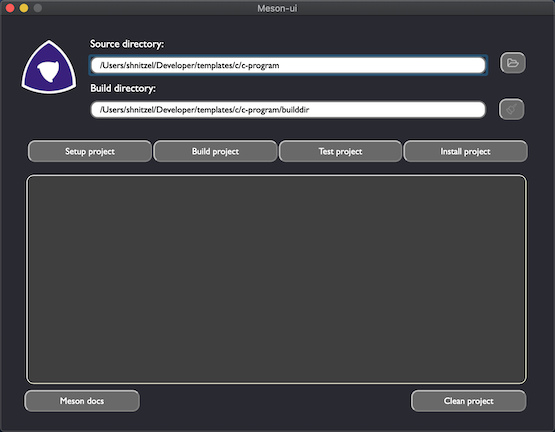 Meson-ui
Source directory:
/Users/shnitzel/Developer/templates/c/c-program
Build directory:
/Users/shnitzel/Developer/templates/c/c-program/builddir
Setup project
Build project
Test project
Install project
Meson docs
Clean project